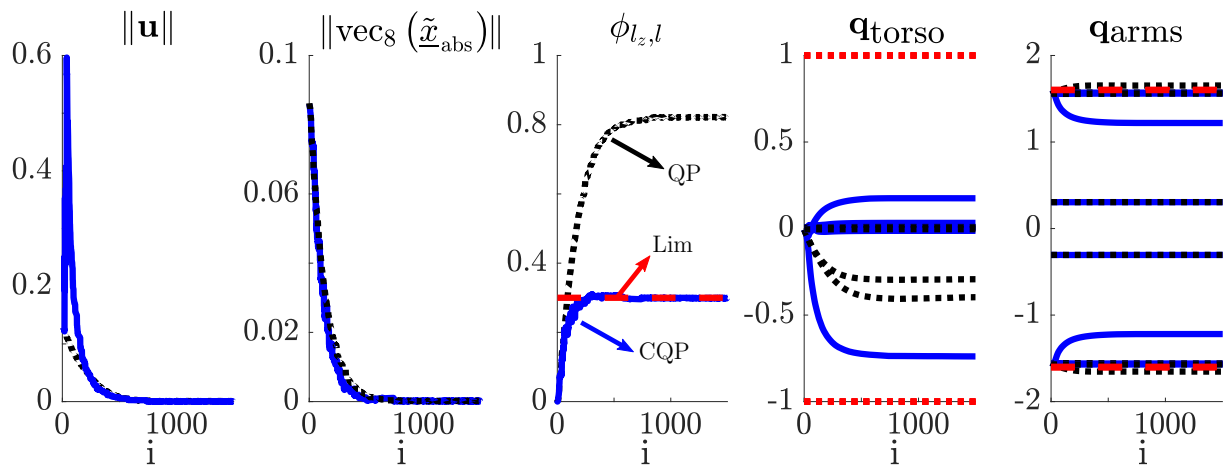 ‖u‖
0.6
0.4
0.2
0
0
1000
i
‖vec₈ (x̃_abs)‖
0.1
0.06
0.02
0
0
1000
i
ϕ_{l_z,l}
1
0.8
0.4
0
QP
Lim
CQP
0
1000
i
q_torso
1
0.5
0
-0.5
-1
0
1000
i
q_arms
2
1
0
-1
-2
0
1000
i